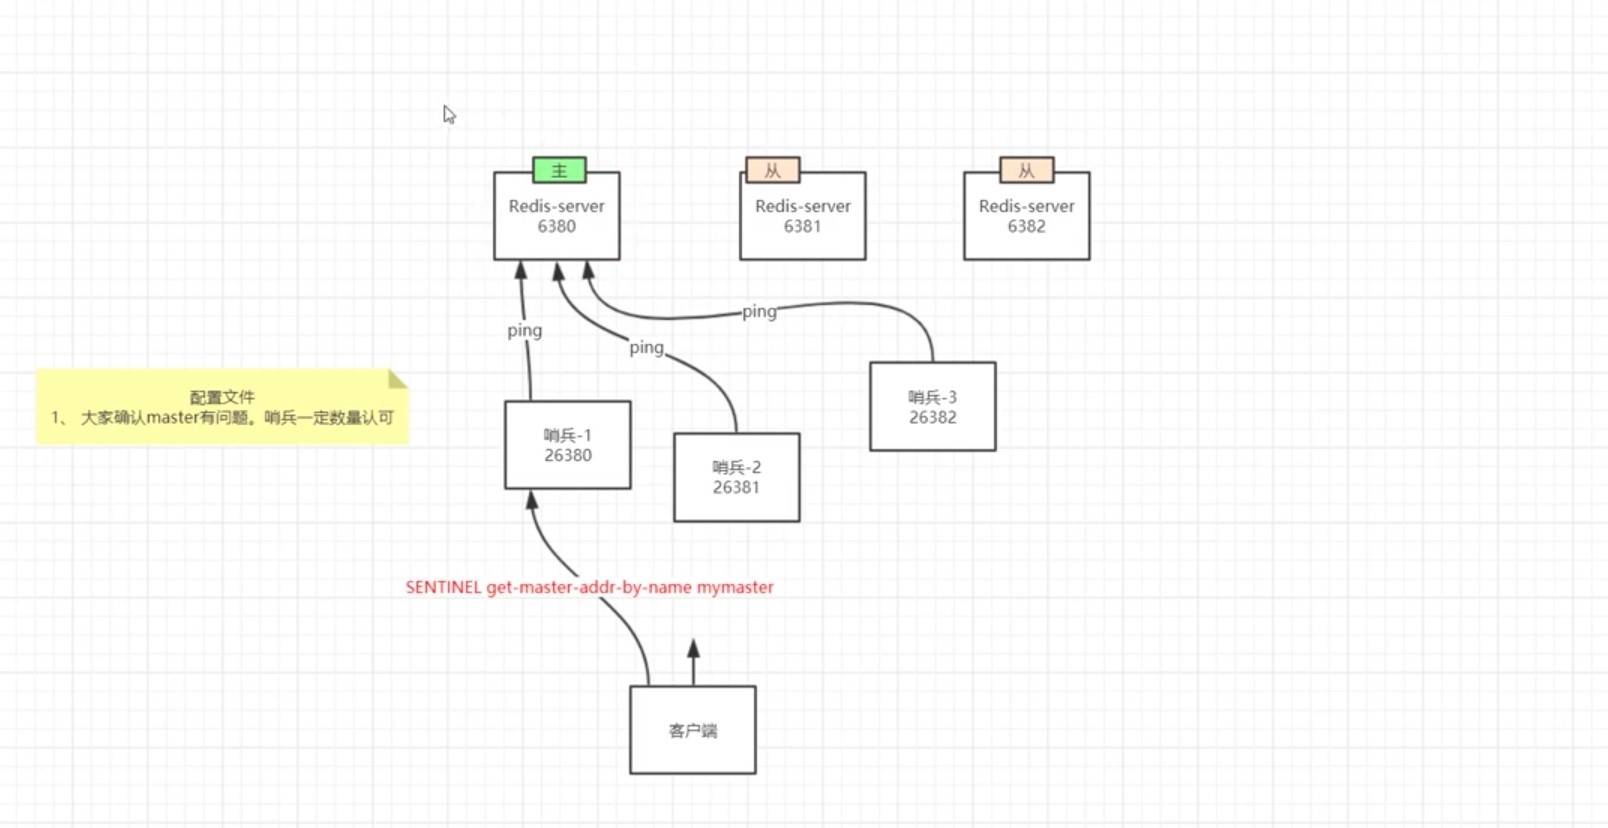 主
Redis-server
6380
从
Redis-server
6381
从
Redis-server
6382
ping
ping
ping
配置文件
1、 大家确认master有问题。哨兵一定数量认可
哨兵-1
26380
哨兵-2
26381
哨兵-3
26382
SENTINEL get-master-addr-by-name mymaster
客户端